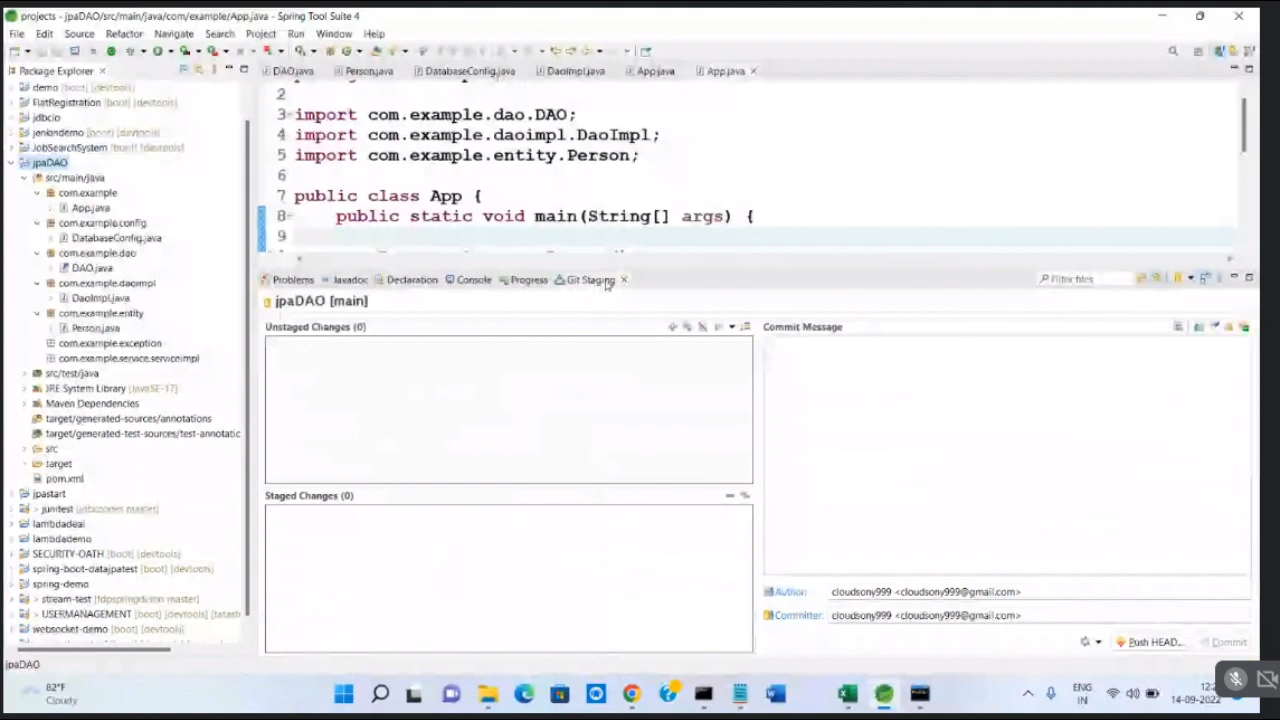 projects - jpaDAO/src/main/java/com/example/App.java - Spring Tool Suite 4
File Edit Source Refactor Navigate Search Project Run Window Help
Package Explorer
DAO.java Person.java DatabaseConfig.java DaoImpl.java App.java App.java
demo [boot] [devtools]
FlatRegistration [boot] [devtools]
jdbcio
jenkindemo [boot] [devtools]
JobSearchSystem [boot] [devtools]
jpaDAO
src/main/java
com.example
App.java
com.example.config
DatabaseConfig.java
com.example.dao
DAO.java
com.example.daoimpl
DaoImpl.java
com.example.entity
Person.java
com.example.exception
com.example.service.serviceimpl
src/test/java
JRE System Library [JavaSE-17]
Maven Dependencies
target/generated-sources/annotations
target/generated-test-sources/test-annotatic
src
target
pom.xml
jpastart
> junitest
lambdadeal
lambdademo
SECURITY-OATH [boot] [devtools]
spring-boot-datajpatest [boot] [devtools]
spring-demo
> stream-test (fdpspringdemo master)
> USERMANAGEMENT [boot] [devtools]
websocket-demo [boot] [devtools]
2
3 import com.example.dao.DAO;
4 import com.example.daoimpl.DaoImpl;
5 import com.example.entity.Person;
6
7 public class App {
8 public static void main(String[] args) {
9
Problems Javadoc Declaration Console Progress Git Staging
Filter files
jpaDAO [main]
Unstaged Changes (0)
Commit Message
Staged Changes (0)
Author: cloudsony999 <cloudsony999@gmail.com>
Committer: cloudsony999 <cloudsony999@gmail.com>
Push HEAD... Commit
jpaDAO
82°F
Cloudy
ENG
IN
14-09-2022